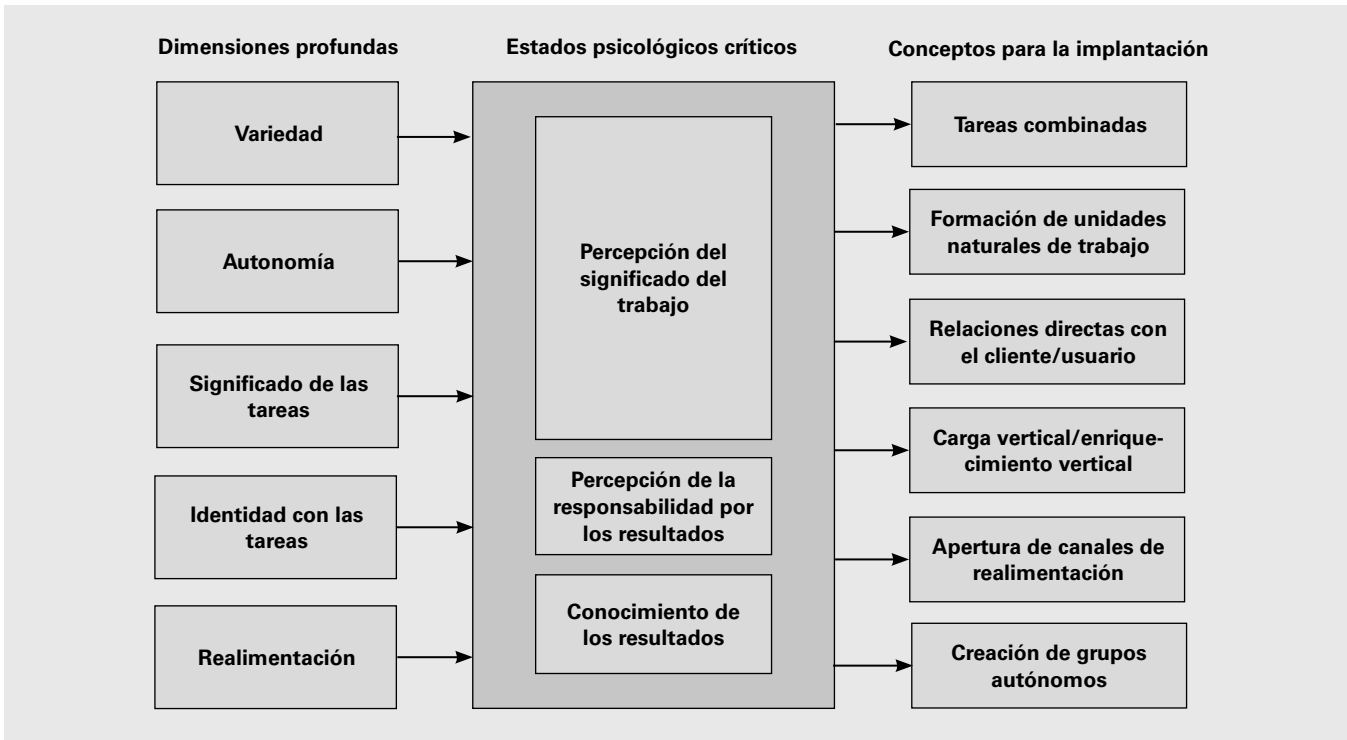 Dimensiones profundas
Estados psicológicos críticos
Conceptos para la implantación
Variedad
Autonomía
Significado de las
tareas
Identidad con las
tareas
Realimentación
Percepción del
significado del
trabajo
Percepción de la
responsabilidad por
los resultados
Conocimiento de
los resultados
Tareas combinadas
Formación de unidades
naturales de trabajo
Relaciones directas con
el cliente/usuario
Carga vertical/enrique-
cimiento vertical
Apertura de canales de
realimentación
Creación de grupos
autónomos